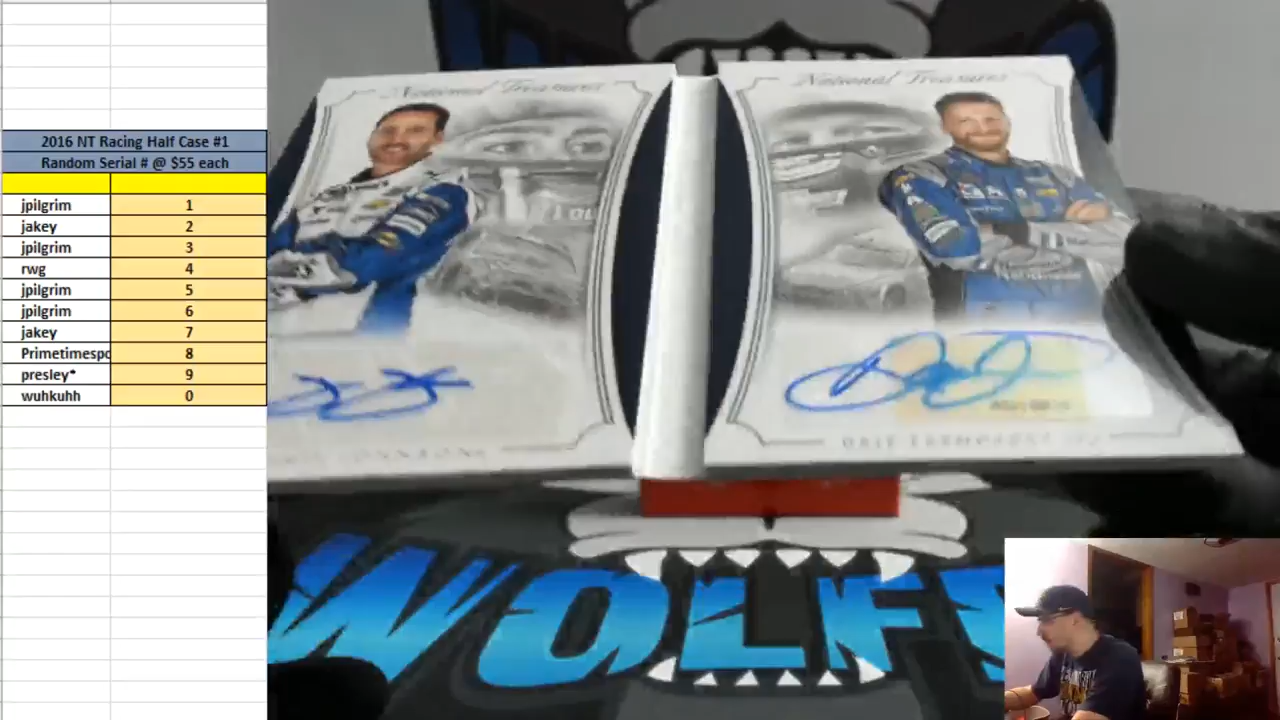 2016 NT Racing Half Case #1
Random Serial # @ $55 each
jpilgrim 1
jakey 2
jpilgrim 3
rwg 4
jpilgrim 5
jpilgrim 6
jakey 7
Primetimespo 8
presley* 9
wuhkuhh 0
National Treasures
National Treasures
WOLFS